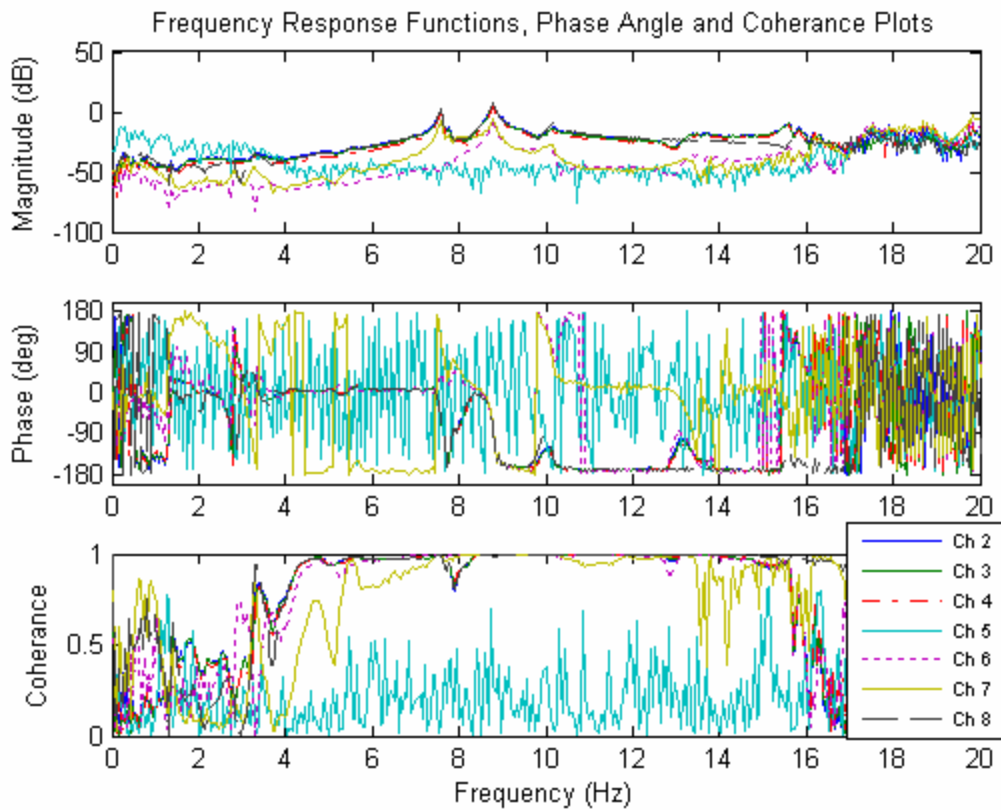 Frequency Response Functions, Phase Angle and Coherance Plots
50
0
-50
-100
Magnitude (dB)
0 2 4 6 8 10 12 14 16 18 20
180
90
0
-90
-180
Phase (deg)
0 2 4 6 8 10 12 14 16 18 20
1
0.5
0
Coherance
0 2 4 6 8 10 12 14 16 18 20
Frequency (Hz)
Ch 2
Ch 3
Ch 4
Ch 5
Ch 6
Ch 7
Ch 8